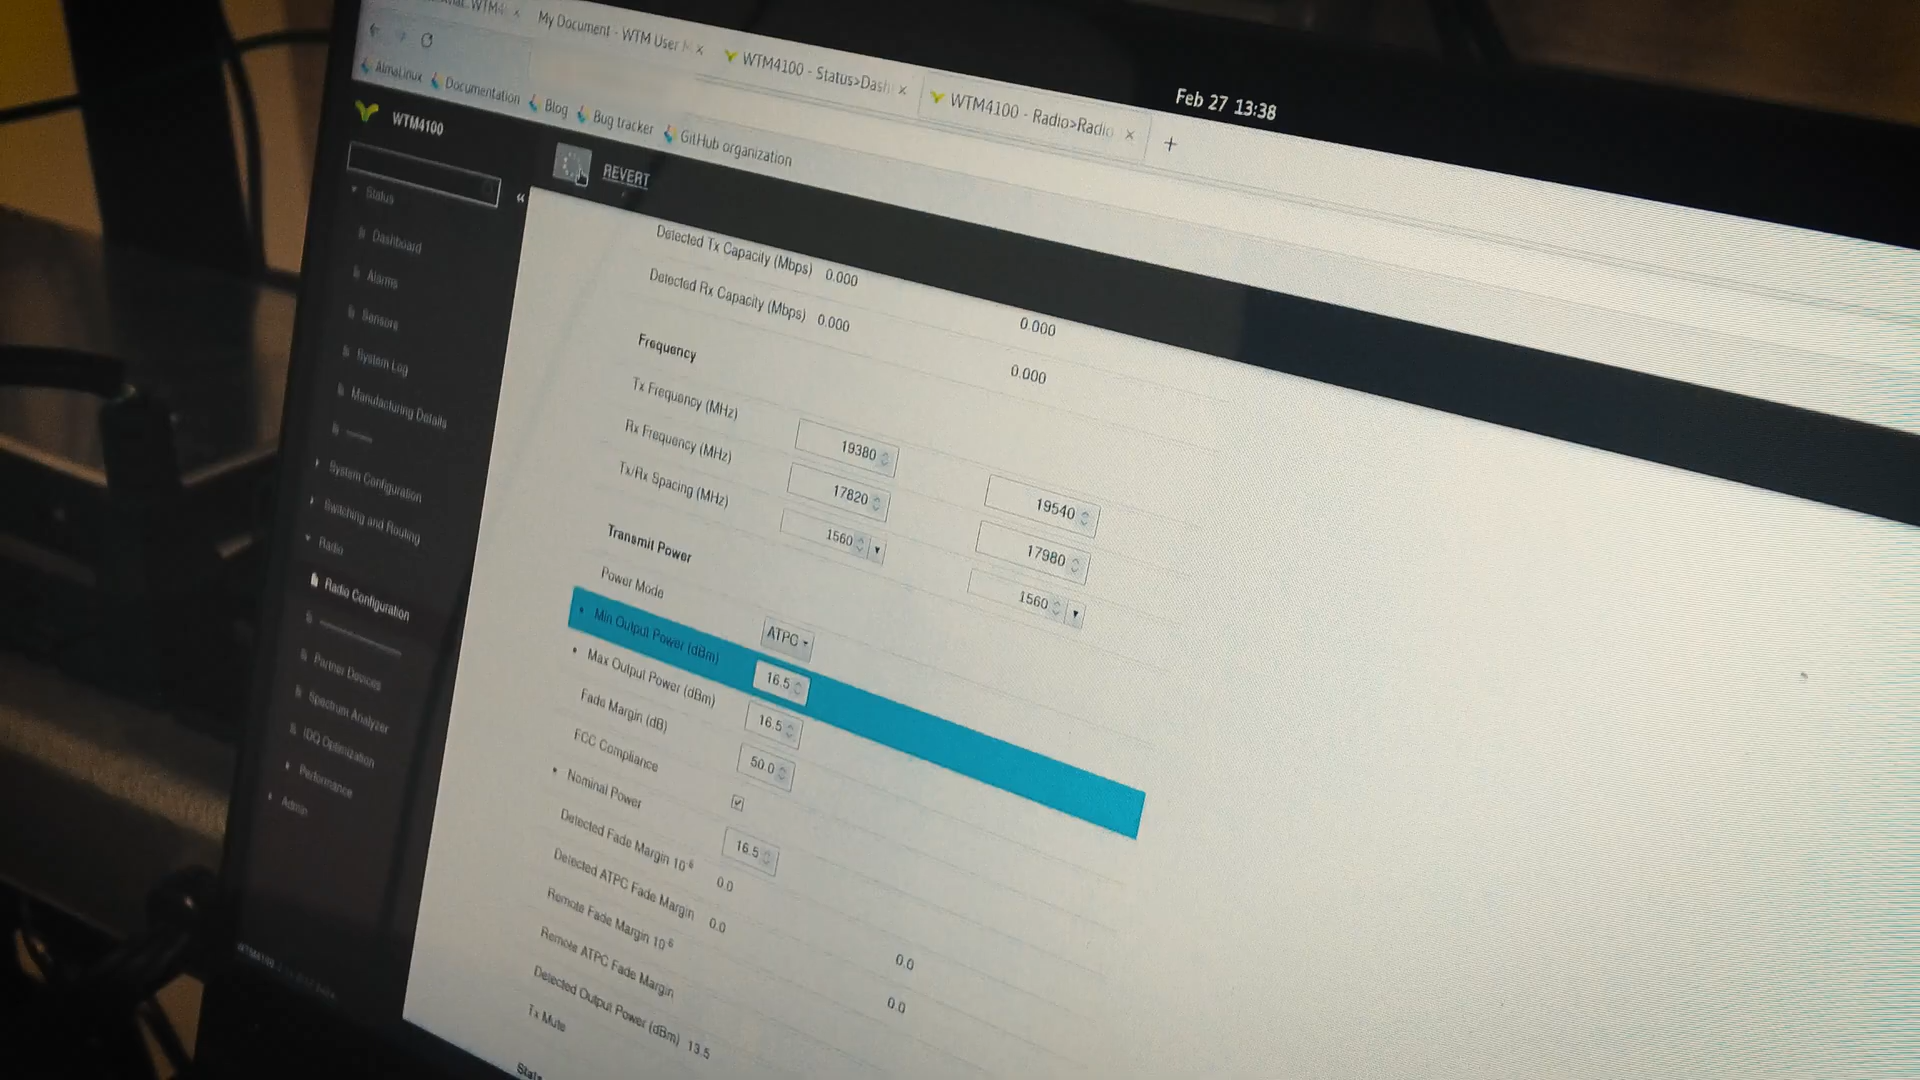 My Document - WTM User
WTM4100 - Status>Dash
WTM4100 - Radio>Radio
Feb 27 13:38
AlmaLinux
Documentation
Blog
Bug tracker
GitHub organization
WTM4100
REVERT
Status
Dashboard
Alarms
Sensors
System Log
Manufacturing Details
System Configuration
Switching and Routing
Radio
Radio Configuration
Partner Devices
Spectrum Analyzer
IDQ Optimization
Performance
Admin
Detected Tx Capacity (Mbps) 0.000 0.000
Detected Rx Capacity (Mbps) 0.000 0.000
Frequency
Tx Frequency (MHz) 19380 19540
Rx Frequency (MHz) 17820 17980
Tx/Rx Spacing (MHz) 1560 1560
Transmit Power
Power Mode ATPC
Min Output Power (dBm) 16.5
Max Output Power (dBm) 16.5
Fade Margin (dB) 50.0
FCC Compliance
Nominal Power 16.5
Detected Fade Margin 10-6 0.0
Detected ATPC Fade Margin 0.0
Remote Fade Margin 10-6 0.0
Remote ATPC Fade Margin 0.0
Detected Output Power (dBm) 13.5
Tx Mute